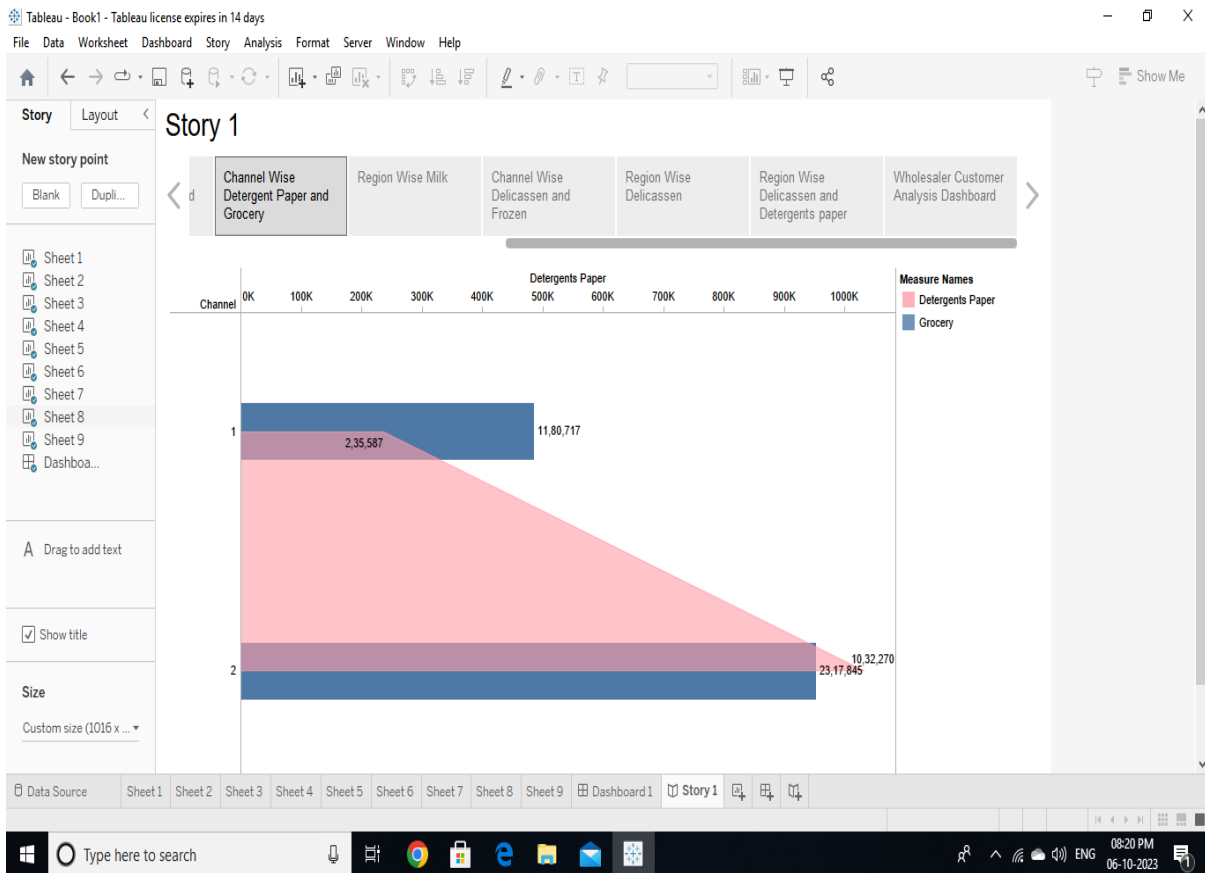 Tableau - Book1 - Tableau license expires in 14 days
File Data Worksheet Dashboard Story Analysis Format Server Window Help
Show Me
Story Layout
Story 1
New story point
Blank Dupli...
d
Channel Wise
Detergent Paper and
Grocery
Region Wise Milk
Channel Wise
Delicassen and
Frozen
Region Wise
Delicassen
Region Wise
Delicassen and
Detergents paper
Wholesaler Customer
Analysis Dashboard
Sheet 1
Sheet 2
Sheet 3
Sheet 4
Sheet 5
Sheet 6
Sheet 7
Sheet 8
Sheet 9
Dashboa...
A Drag to add text
Show title
Size
Custom size (1016 x ...
Detergents Paper
Channel 0K 100K 200K 300K 400K 500K 600K 700K 800K 900K 1000K
1
11,80,717
2,35,587
2
10,32,270
23,17,845
Measure Names
Detergents Paper
Grocery
Data Source Sheet 1 Sheet 2 Sheet 3 Sheet 4 Sheet 5 Sheet 6 Sheet 7 Sheet 8 Sheet 9 Dashboard 1 Story 1
Type here to search
ENG
08:20 PM
06-10-2023
1